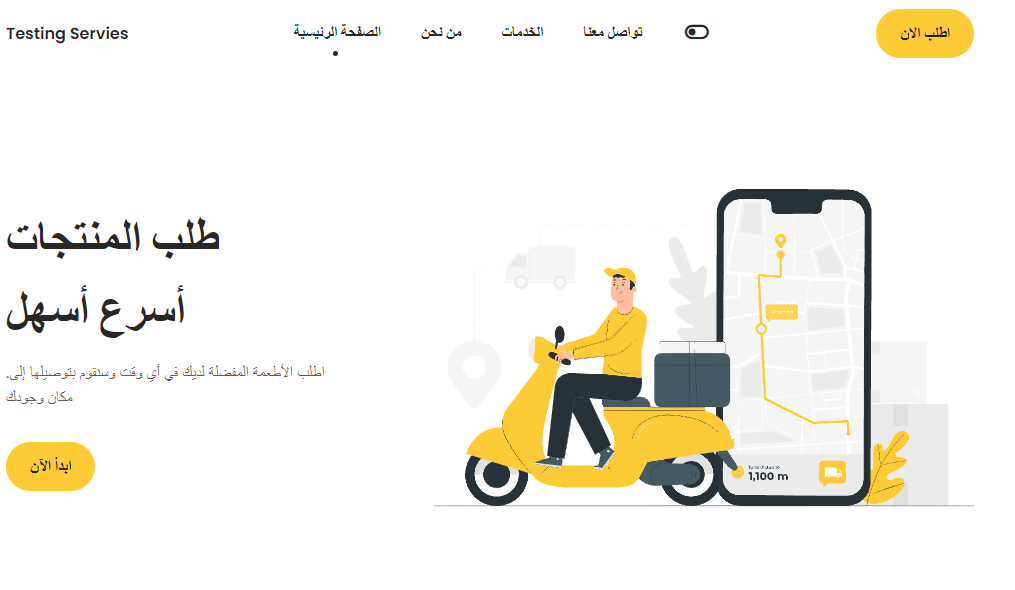 Testing Servies
الصفحة الرئيسية
من نحن
الخدمات
تواصل معنا
اطلب الان
طلب المنتجات
أسرع أسهل
اطلب الأطعمة المفضلة لديك في أي وقت وسنقوم بتوصيلها إلى.
مكان وجودك
ابدأ الآن
1,100 m